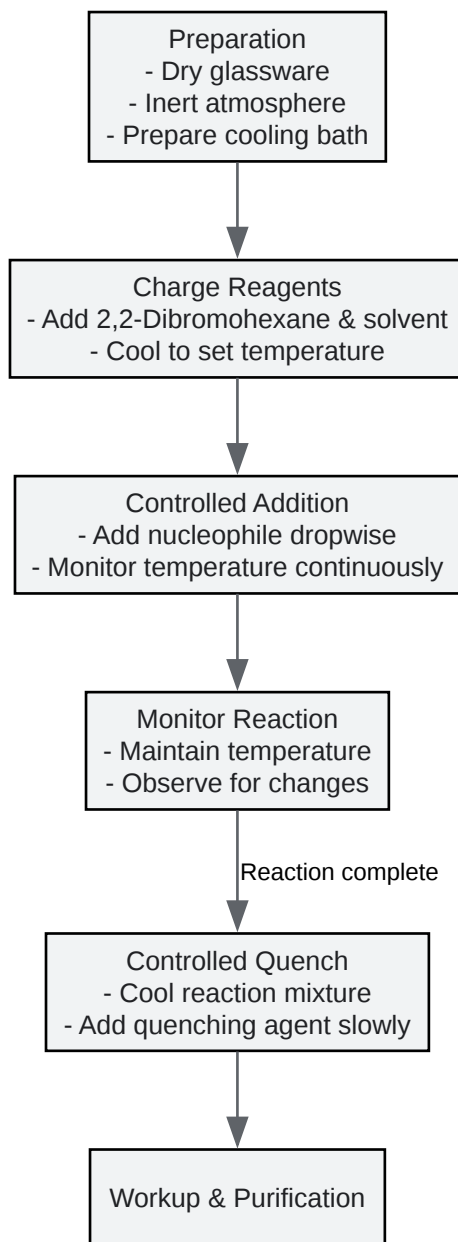 Preparation
- Dry glassware
- Inert atmosphere
- Prepare cooling bath
Charge Reagents
- Add 2,2-Dibromohexane & solvent
- Cool to set temperature
Controlled Addition
- Add nucleophile dropwise
- Monitor temperature continuously
Monitor Reaction
- Maintain temperature
- Observe for changes
Reaction complete
Controlled Quench
- Cool reaction mixture
- Add quenching agent slowly
Workup & Purification